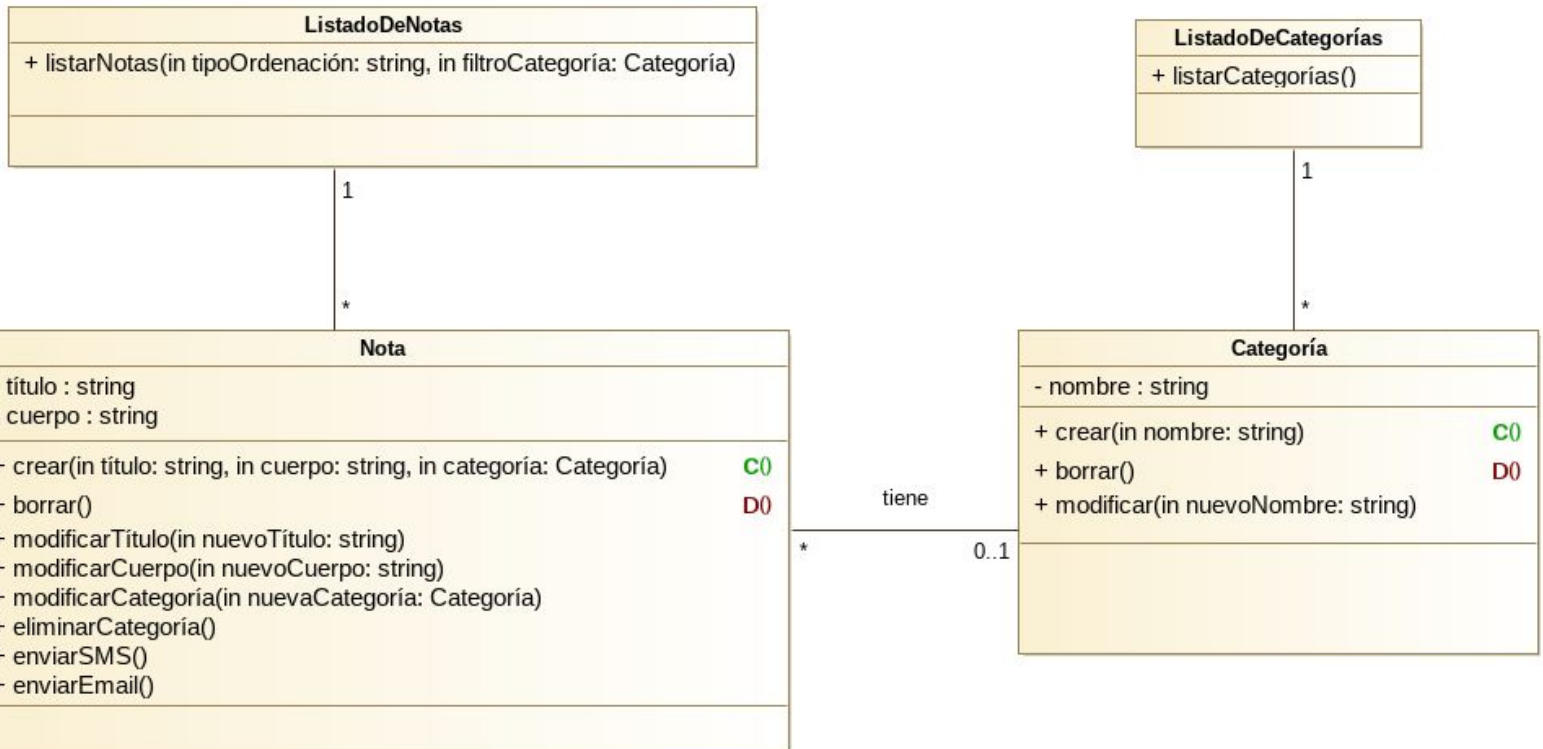 ListadoDeNotas
+ listarNotas(in tipoOrdenación: string, in filtroCategoría: Categoría)
ListadoDeCategorías
+ listarCategorías()
1
*
1
*
Nota
título : string
cuerpo : string
+ crear(in título: string, in cuerpo: string, in categoría: Categoría) C()
+ borrar() D()
+ modificarTítulo(in nuevoTítulo: string)
+ modificarCuerpo(in nuevoCuerpo: string)
+ modificarCategoría(in nuevaCategoría: Categoría)
+ eliminarCategoría()
+ enviarSMS()
+ enviarEmail()
tiene
* 0..1
Categoría
- nombre : string
+ crear(in nombre: string) C()
+ borrar() D()
+ modificar(in nuevoNombre: string)